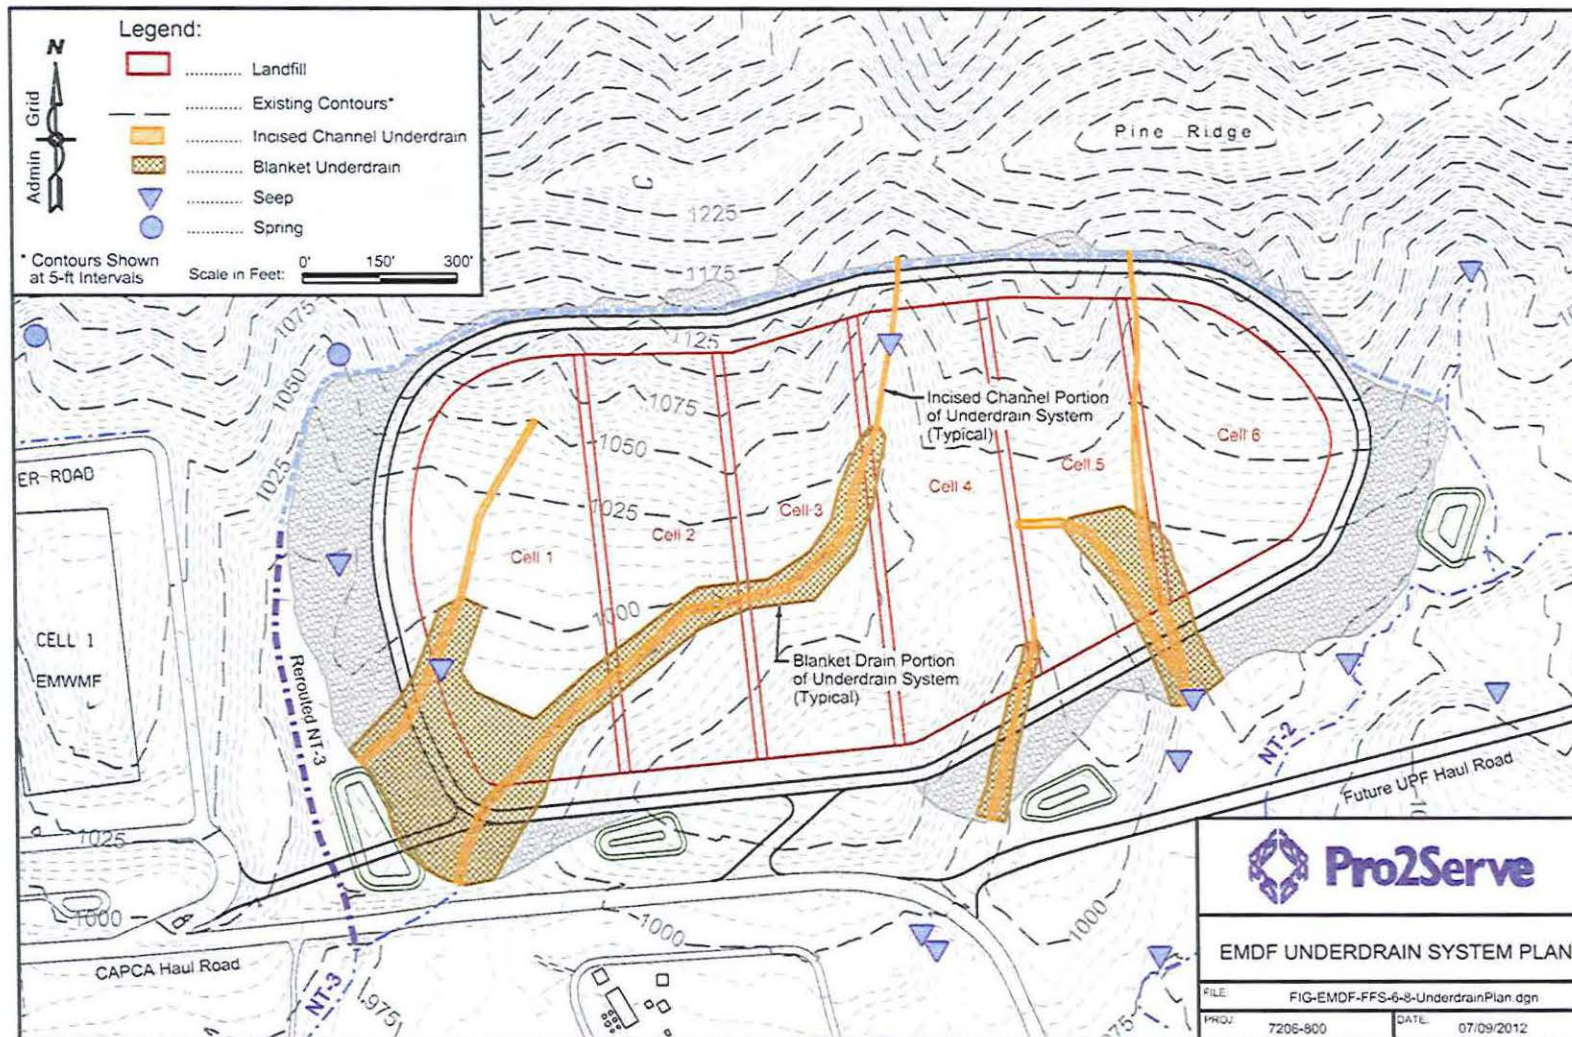 Legend:
N
Grid
Admin
Landfill
Existing Contours*
Incised Channel Underdrain
Blanket Underdrain
Seep
Spring
* Contours Shown
at 5-ft Intervals
Scale in Feet:
0'
150'
300'
Pine Ridge
1225
1175
1125
1075
1075
1050
1050
1025
1025
1000
Incised Channel Portion
of Underdrain System
(Typical)
Cell 1
Cell 2
Cell 3
Cell 4
Cell 5
Cell 6
Blanket Drain Portion
of Underdrain System
(Typical)
ER ROAD
CELL 1
EMWMF
Rerouted NT-3
NT-2
Future UPF Haul Road
1025
1000
1000
1000
CAPCA Haul Road
NT-3
975
Pro2Serve
EMDF UNDERDRAIN SYSTEM PLAN
FILE: FIG-EMDF-FFS-6-8-UnderdrainPlan.dgn
PROJ. 7206-800
DATE. 07/09/2012